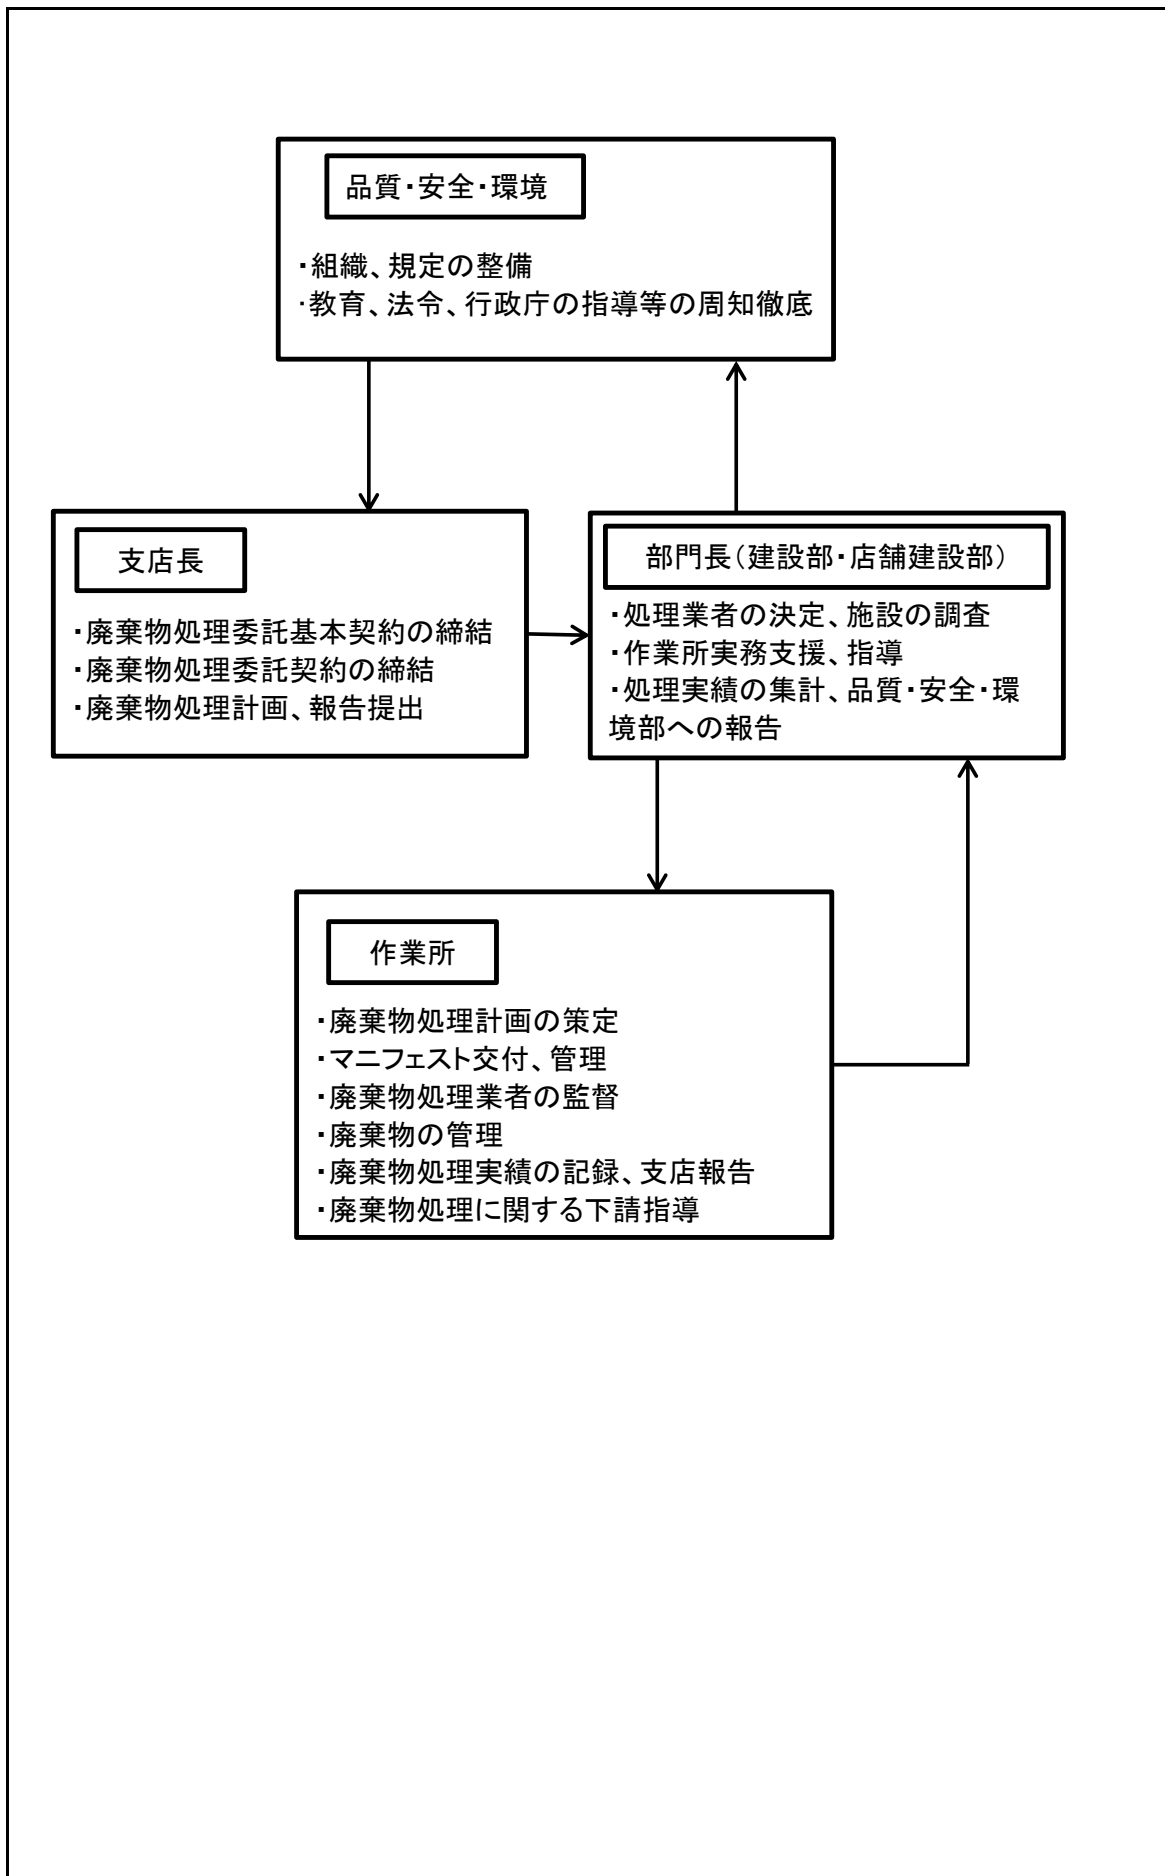 品質・安全・環境
・組織、規定の整備
・教育、法令、行政庁の指導等の周知徹底
支店長
・廃棄物処理委託基本契約の締結
・廃棄物処理委託契約の締結
・廃棄物処理計画、報告提出
部門長(建設部・店舗建設部)
・処理業者の決定、施設の調査
・作業所実務支援、指導
・処理実績の集計、品質・安全・環
境部への報告
作業所
・廃棄物処理計画の策定
・マニフェスト交付、管理
・廃棄物処理業者の監督
・廃棄物の管理
・廃棄物処理実績の記録、支店報告
・廃棄物処理に関する下請指導